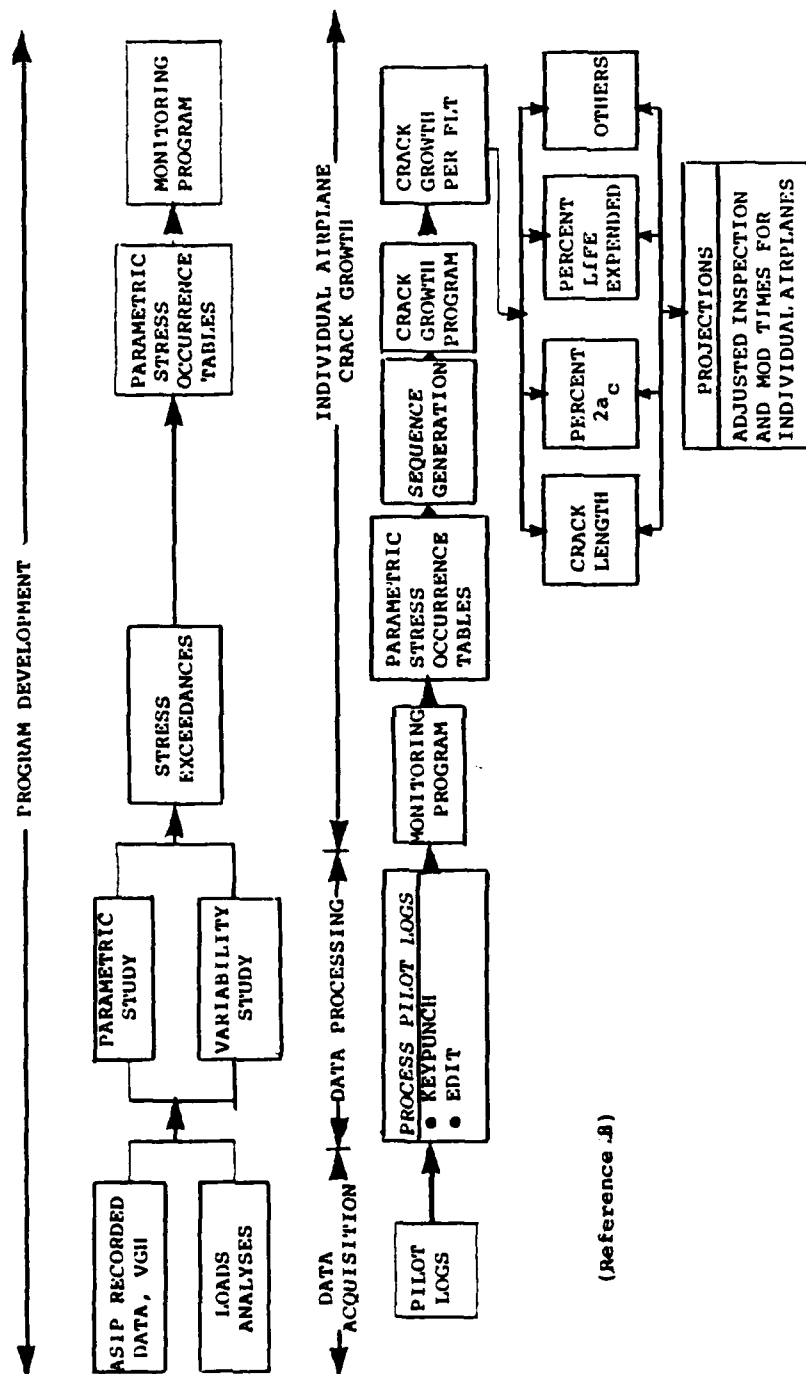 PROGRAM DEVELOPMENT
ASIP RECORDED
DATA, VGH
LOADS
ANALYSES
PARAMETRIC
STUDY
VARIABILITY
STUDY
STRESS
EXCEEDANCES
PARAMETRIC
STRESS
OCCURRENCE
TABLES
MONITORING
PROGRAM
DATA
ACQUISITION
DATA PROCESSING
INDIVIDUAL AIRPLANE
CRACK GROWTH
PILOT
LOGS
PROCESS PILOT LOGS
● KEYPUNCH
● EDIT
MONITORING
PROGRAM
PARAMETRIC
STRESS
OCCURRENCE
TABLES
SEQUENCE
GENERATION
CRACK
GROWTH
PROGRAM
CRACK
GROWTH
PER FLT
CRACK
LENGTH
PERCENT
2ac
PERCENT
LIFE
EXPENDED
OTHERS
PROJECTIONS
ADJUSTED INSPECTION
AND MOD TIMES FOR
INDIVIDUAL AIRPLANES
(Reference 8)